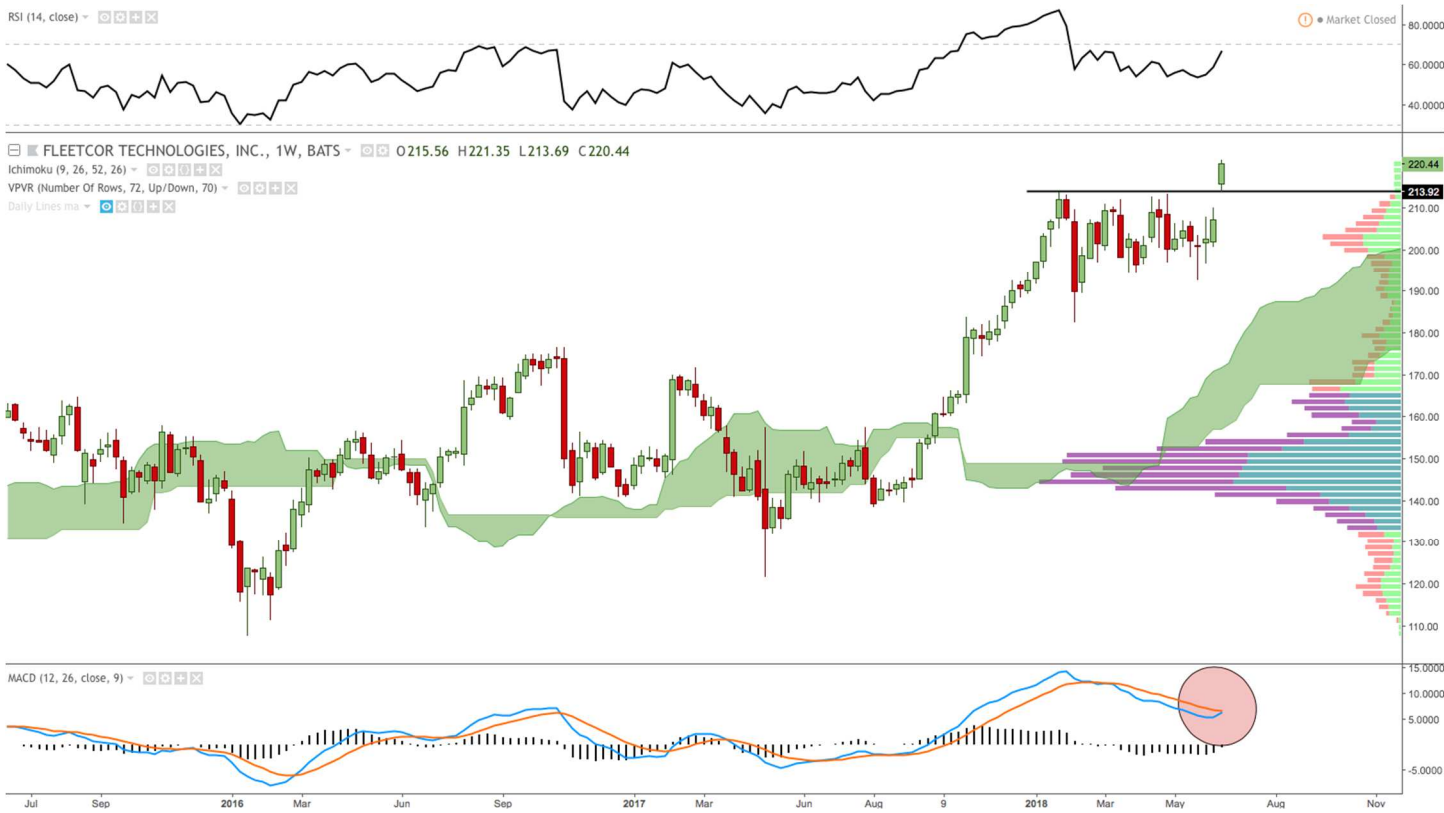 RSI (14, close)
Market Closed
80.0000
60.0000
40.0000
FLEETCOR TECHNOLOGIES, INC., 1W, BATS O215.56 H221.35 L213.69 C220.44
Ichimoku (9, 26, 52, 26)
VPVR (Number Of Rows, 72, Up/Down, 70)
Daily Lines ma
220.44
213.92
210.00
200.00
190.00
180.00
170.00
160.00
150.00
140.00
130.00
120.00
110.00
MACD (12, 26, close, 9)
15.0000
10.0000
5.0000
-5.0000
Jul Sep 2016 Mar Jun Sep 2017 Mar Jun Aug 9 2018 Mar May Aug Nov